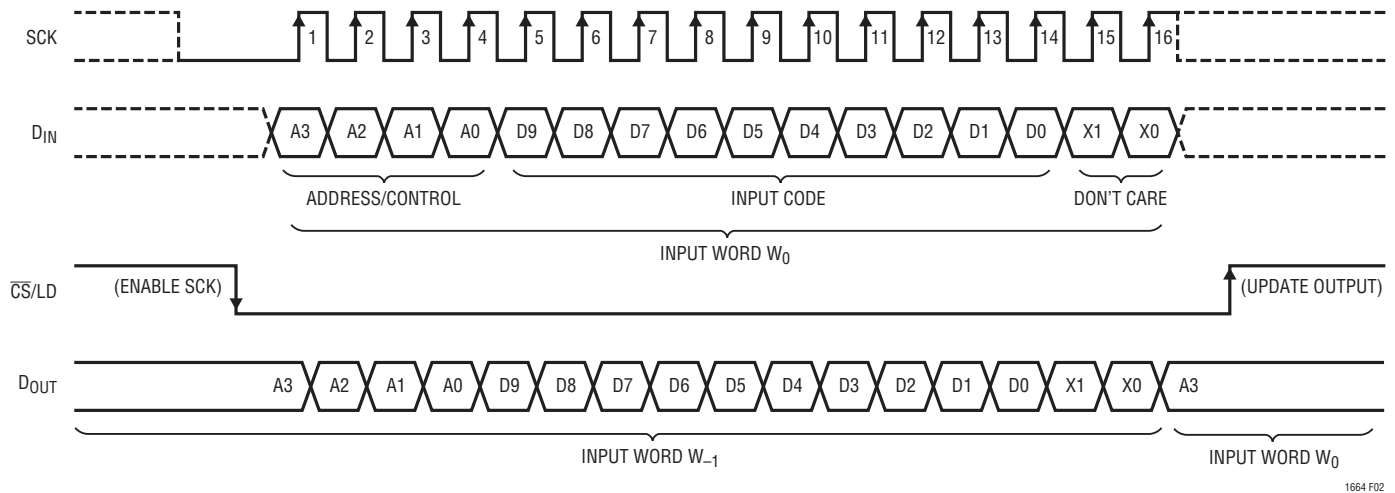 SCK 1 2 3 4 5 6 7 8 9 10 11 12 13 14 15 16
DIN A3 A2 A1 A0 D9 D8 D7 D6 D5 D4 D3 D2 D1 D0 X1 X0
ADDRESS/CONTROL INPUT CODE DON'T CARE
INPUT WORD W0
CS/LD (ENABLE SCK) (UPDATE OUTPUT)
DOUT A3 A2 A1 A0 D9 D8 D7 D6 D5 D4 D3 D2 D1 D0 X1 X0 A3
INPUT WORD W–1 INPUT WORD W0
1664 F02